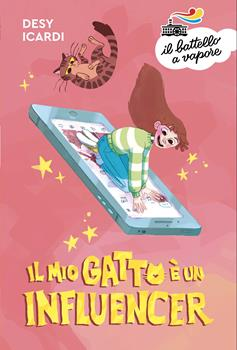 DESY
ICARDI
il battello
a vapore
IL MIO GATTO È UN
INFLUENCER